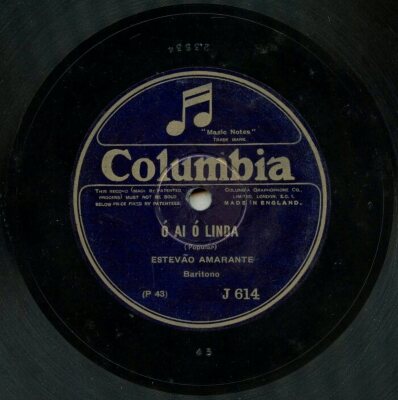 "Magic Notes"
TRADE MARK
Columbia
THIS RECORD (MADE BY PATENTED
PROCESS) MUST NOT BE SOLD
BELOW PRICE FIXED BY PATENTEES.
COLUMBIA GRAPHOPHONE CO.,
LIMITED, LONDON, E.C. 1.
MADE IN ENGLAND.
Ó AI Ó LINDA
(Popular)
ESTEVÃO AMARANTE
Baritono
(P 43)
J 614